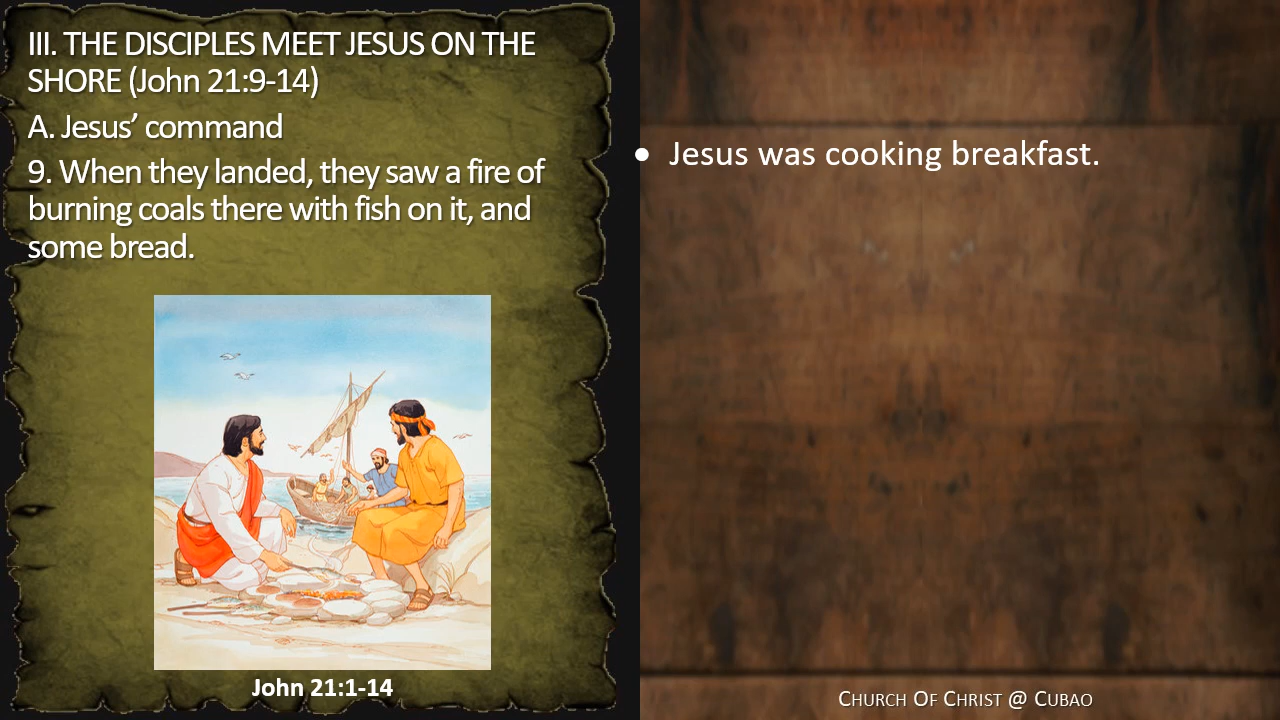 III. THE DISCIPLES MEET JESUS ON THE
SHORE (John 21:9-14)
A. Jesus’ command
9. When they landed, they saw a fire of
burning coals there with fish on it, and
some bread.
John 21:1-14
• Jesus was cooking breakfast.
CHURCH OF CHRIST @ CUBAO